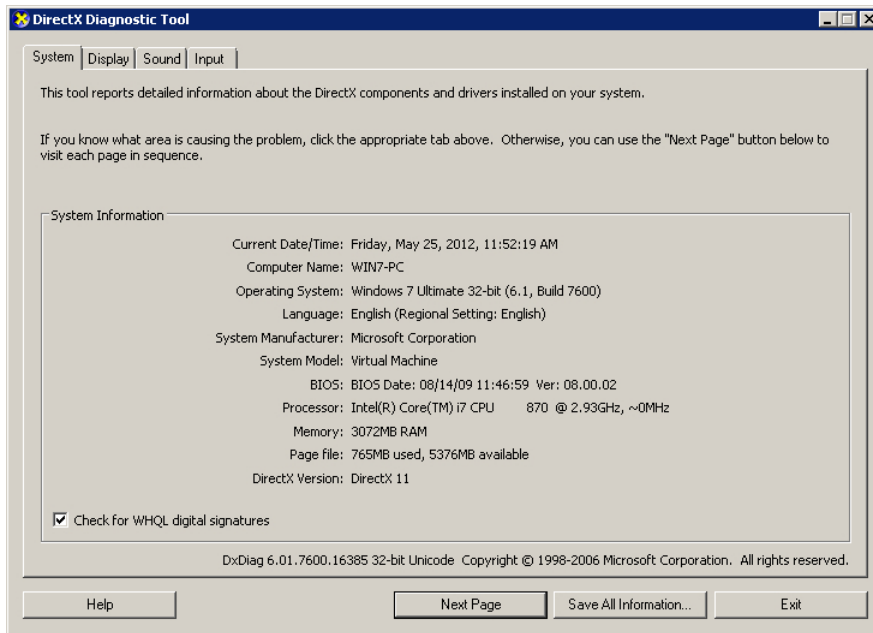 DirectX Diagnostic Tool
System Display Sound Input
This tool reports detailed information about the DirectX components and drivers installed on your system.
If you know what area is causing the problem, click the appropriate tab above. Otherwise, you can use the "Next Page" button below to
visit each page in sequence.
System Information
Current Date/Time: Friday, May 25, 2012, 11:52:19 AM
Computer Name: WIN7-PC
Operating System: Windows 7 Ultimate 32-bit (6.1, Build 7600)
Language: English (Regional Setting: English)
System Manufacturer: Microsoft Corporation
System Model: Virtual Machine
BIOS: BIOS Date: 08/14/09 11:46:59 Ver: 08.00.02
Processor: Intel(R) Core(TM) i7 CPU 870 @ 2.93GHz, ~0MHz
Memory: 3072MB RAM
Page file: 765MB used, 5376MB available
DirectX Version: DirectX 11
Check for WHQL digital signatures
DxDiag 6.01.7600.16385 32-bit Unicode Copyright © 1998-2006 Microsoft Corporation. All rights reserved.
Help Next Page Save All Information... Exit